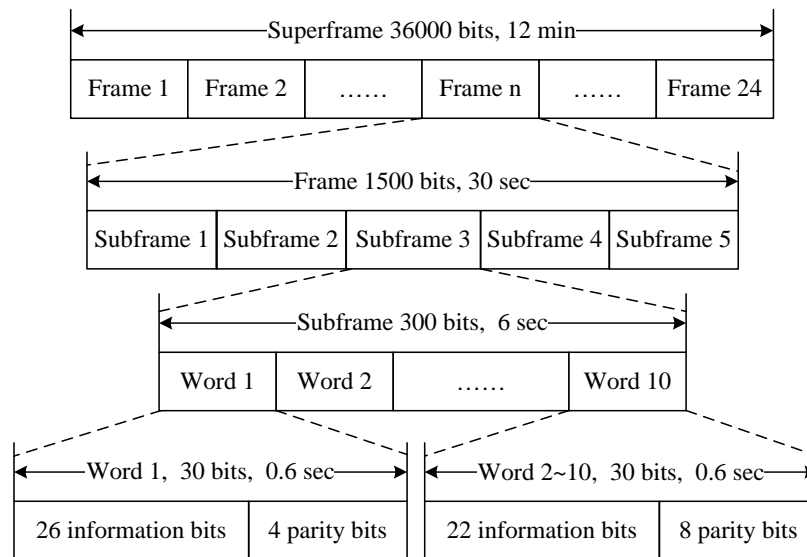 Superframe 36000 bits, 12 min
Frame 1 Frame 2 …… Frame n …… Frame 24
Frame 1500 bits, 30 sec
Subframe 1 Subframe 2 Subframe 3 Subframe 4 Subframe 5
Subframe 300 bits, 6 sec
Word 1 Word 2 …… Word 10
Word 1, 30 bits, 0.6 sec Word 2~10, 30 bits, 0.6 sec
26 information bits 4 parity bits 22 information bits 8 parity bits